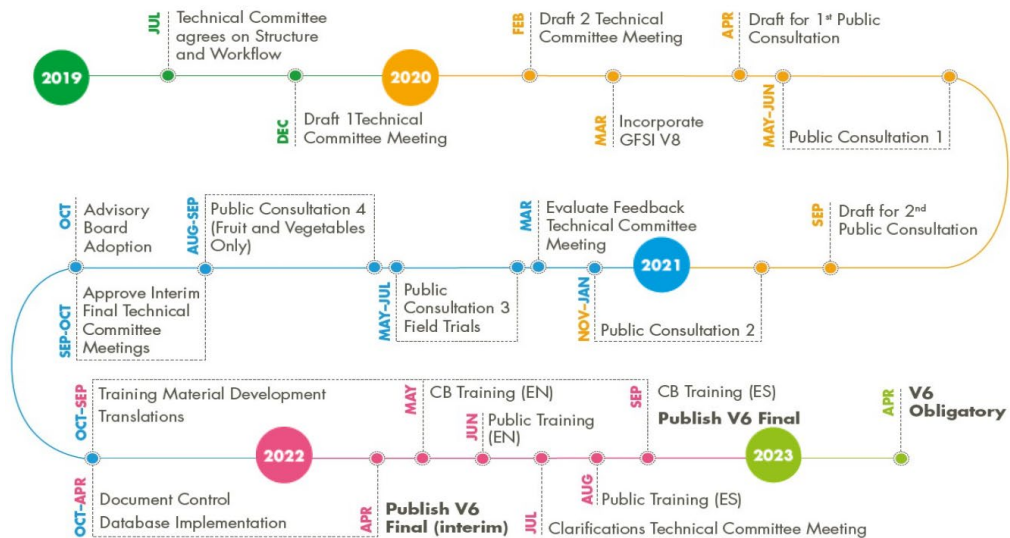 JUL
Technical Committee
agrees on Structure
and Workflow
2019
DEC
Draft 1Technical
Committee Meeting
2020
FEB
Draft 2 Technical
Committee Meeting
MAR
Incorporate
GFSI V8
APR
Draft for 1st Public
Consultation
MAY–JUN
Public Consultation 1
SEP
Draft for 2nd
Public Consultation
NOV–JAN
Public Consultation 2
2021
MAR
Evaluate Feedback
Technical Committee
Meeting
MAY–JUL
Public
Consultation 3
Field Trials
AUG-SEP
Public Consultation 4
(Fruit and Vegetables
Only)
SEP-OCT
Approve Interim
Final Technical
Committee
Meetings
OCT
Advisory
Board
Adoption
OCT–SEP
Training Material Development
Translations
OCT–APR
Document Control
Database Implementation
2022
APR
Publish V6
Final (interim)
MAY
CB Training (EN)
JUN
Public Training
(EN)
JUL
Clarifications Technical Committee Meeting
AUG
Public Training (ES)
SEP
CB Training (ES)
Publish V6 Final
2023
APR
V6
Obligatory